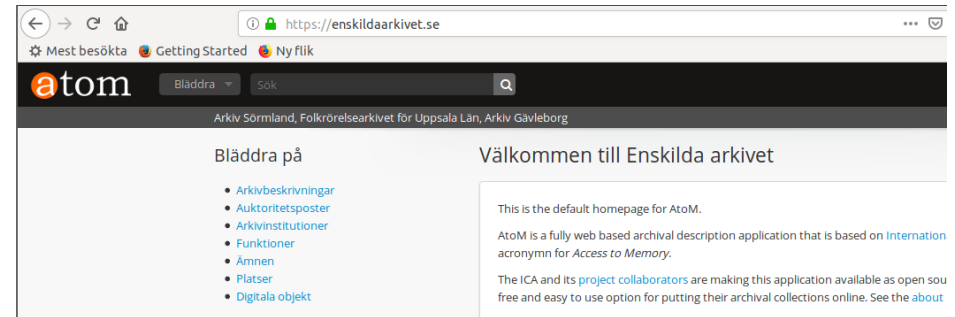 https://enskildaarkivet.se
Mest besökta Getting Started Ny flik
atom Bläddra Sök
Arkiv Sörmland, Folkrörelsearkivet för Uppsala Län, Arkiv Gävleborg
Bläddra på
Arkivbeskrivningar
Auktoritetsposter
Arkivinstitutioner
Funktioner
Ämnen
Platser
Digitala objekt
Välkommen till Enskilda arkivet
This is the default homepage for AtoM.
AtoM is a fully web based archival description application that is based on Internation
acronymn for Access to Memory.
The ICA and its project collaborators are making this application available as open sou
free and easy to use option for putting their archival collections online. See the about